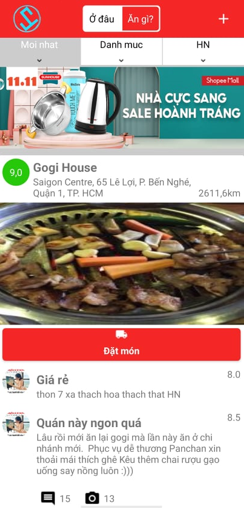 Ở đâu
Ăn gì?
+
Mới nhất
Danh mục
HN
11.11
Shopee Mall
NHÀ CỰC SANG
SALE HOÀNH TRÁNG
9,0
Gogi House
Saigon Centre, 65 Lê Lợi, P. Bến Nghé,
Quận 1, TP. HCM
2611,6km
Đặt món
Giá rẻ
8.0
thon 7 xa thach hoa thach that HN
Quán này ngon quá
8.5
Lâu rồi mới ăn lại gogi mà lần này ăn ở chi
nhánh mới.  Phục vụ dễ thương Panchan xin
thoải mái thích ghê Kêu thêm chai rượu gạo
uống say nồng luôn :)))
15
13